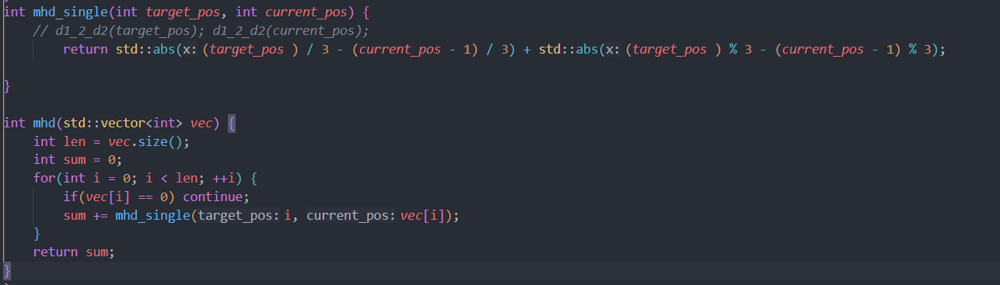 int mhd_single(int target_pos, int current_pos) {
    // d1_2_d2(target_pos); d1_2_d2(current_pos);
        return std::abs(x: (target_pos ) / 3 - (current_pos - 1) / 3) + std::abs(x: (target_pos ) % 3 - (current_pos - 1) % 3);
}
int mhd(std::vector<int> vec) {
    int len = vec.size();
    int sum = 0;
    for(int i = 0; i < len; ++i) {
        if(vec[i] == 0) continue;
        sum += mhd_single(target_pos: i, current_pos: vec[i]);
    }
    return sum;
}